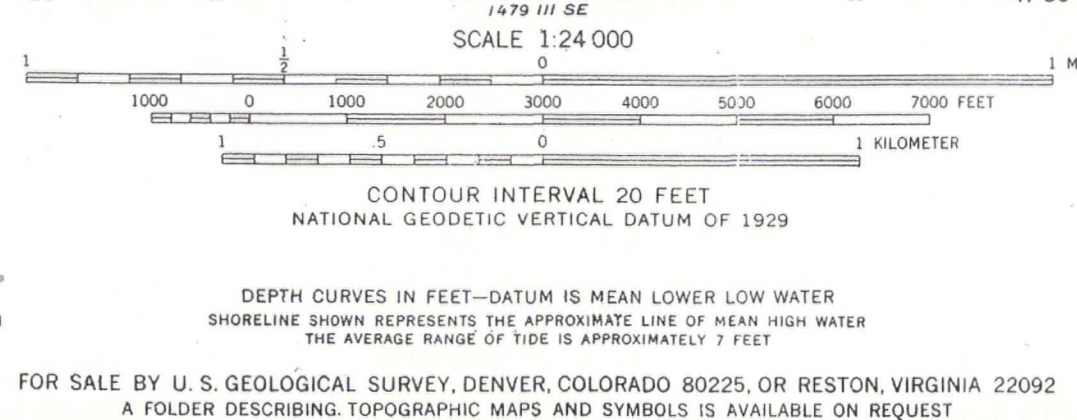 1479 III SE
SCALE 1:24 000
1 1/2 0 1 M
1000 0 1000 2000 3000 4000 5000 6000 7000 FEET
1 .5 0 1 KILOMETER
CONTOUR INTERVAL 20 FEET
NATIONAL GEODETIC VERTICAL DATUM OF 1929
DEPTH CURVES IN FEET—DATUM IS MEAN LOWER LOW WATER
SHORELINE SHOWN REPRESENTS THE APPROXIMATE LINE OF MEAN HIGH WATER
THE AVERAGE RANGE OF TIDE IS APPROXIMATELY 7 FEET
FOR SALE BY U. S. GEOLOGICAL SURVEY, DENVER, COLORADO 80225, OR RESTON, VIRGINIA 22092
A FOLDER DESCRIBING. TOPOGRAPHIC MAPS AND SYMBOLS IS AVAILABLE ON REQUEST